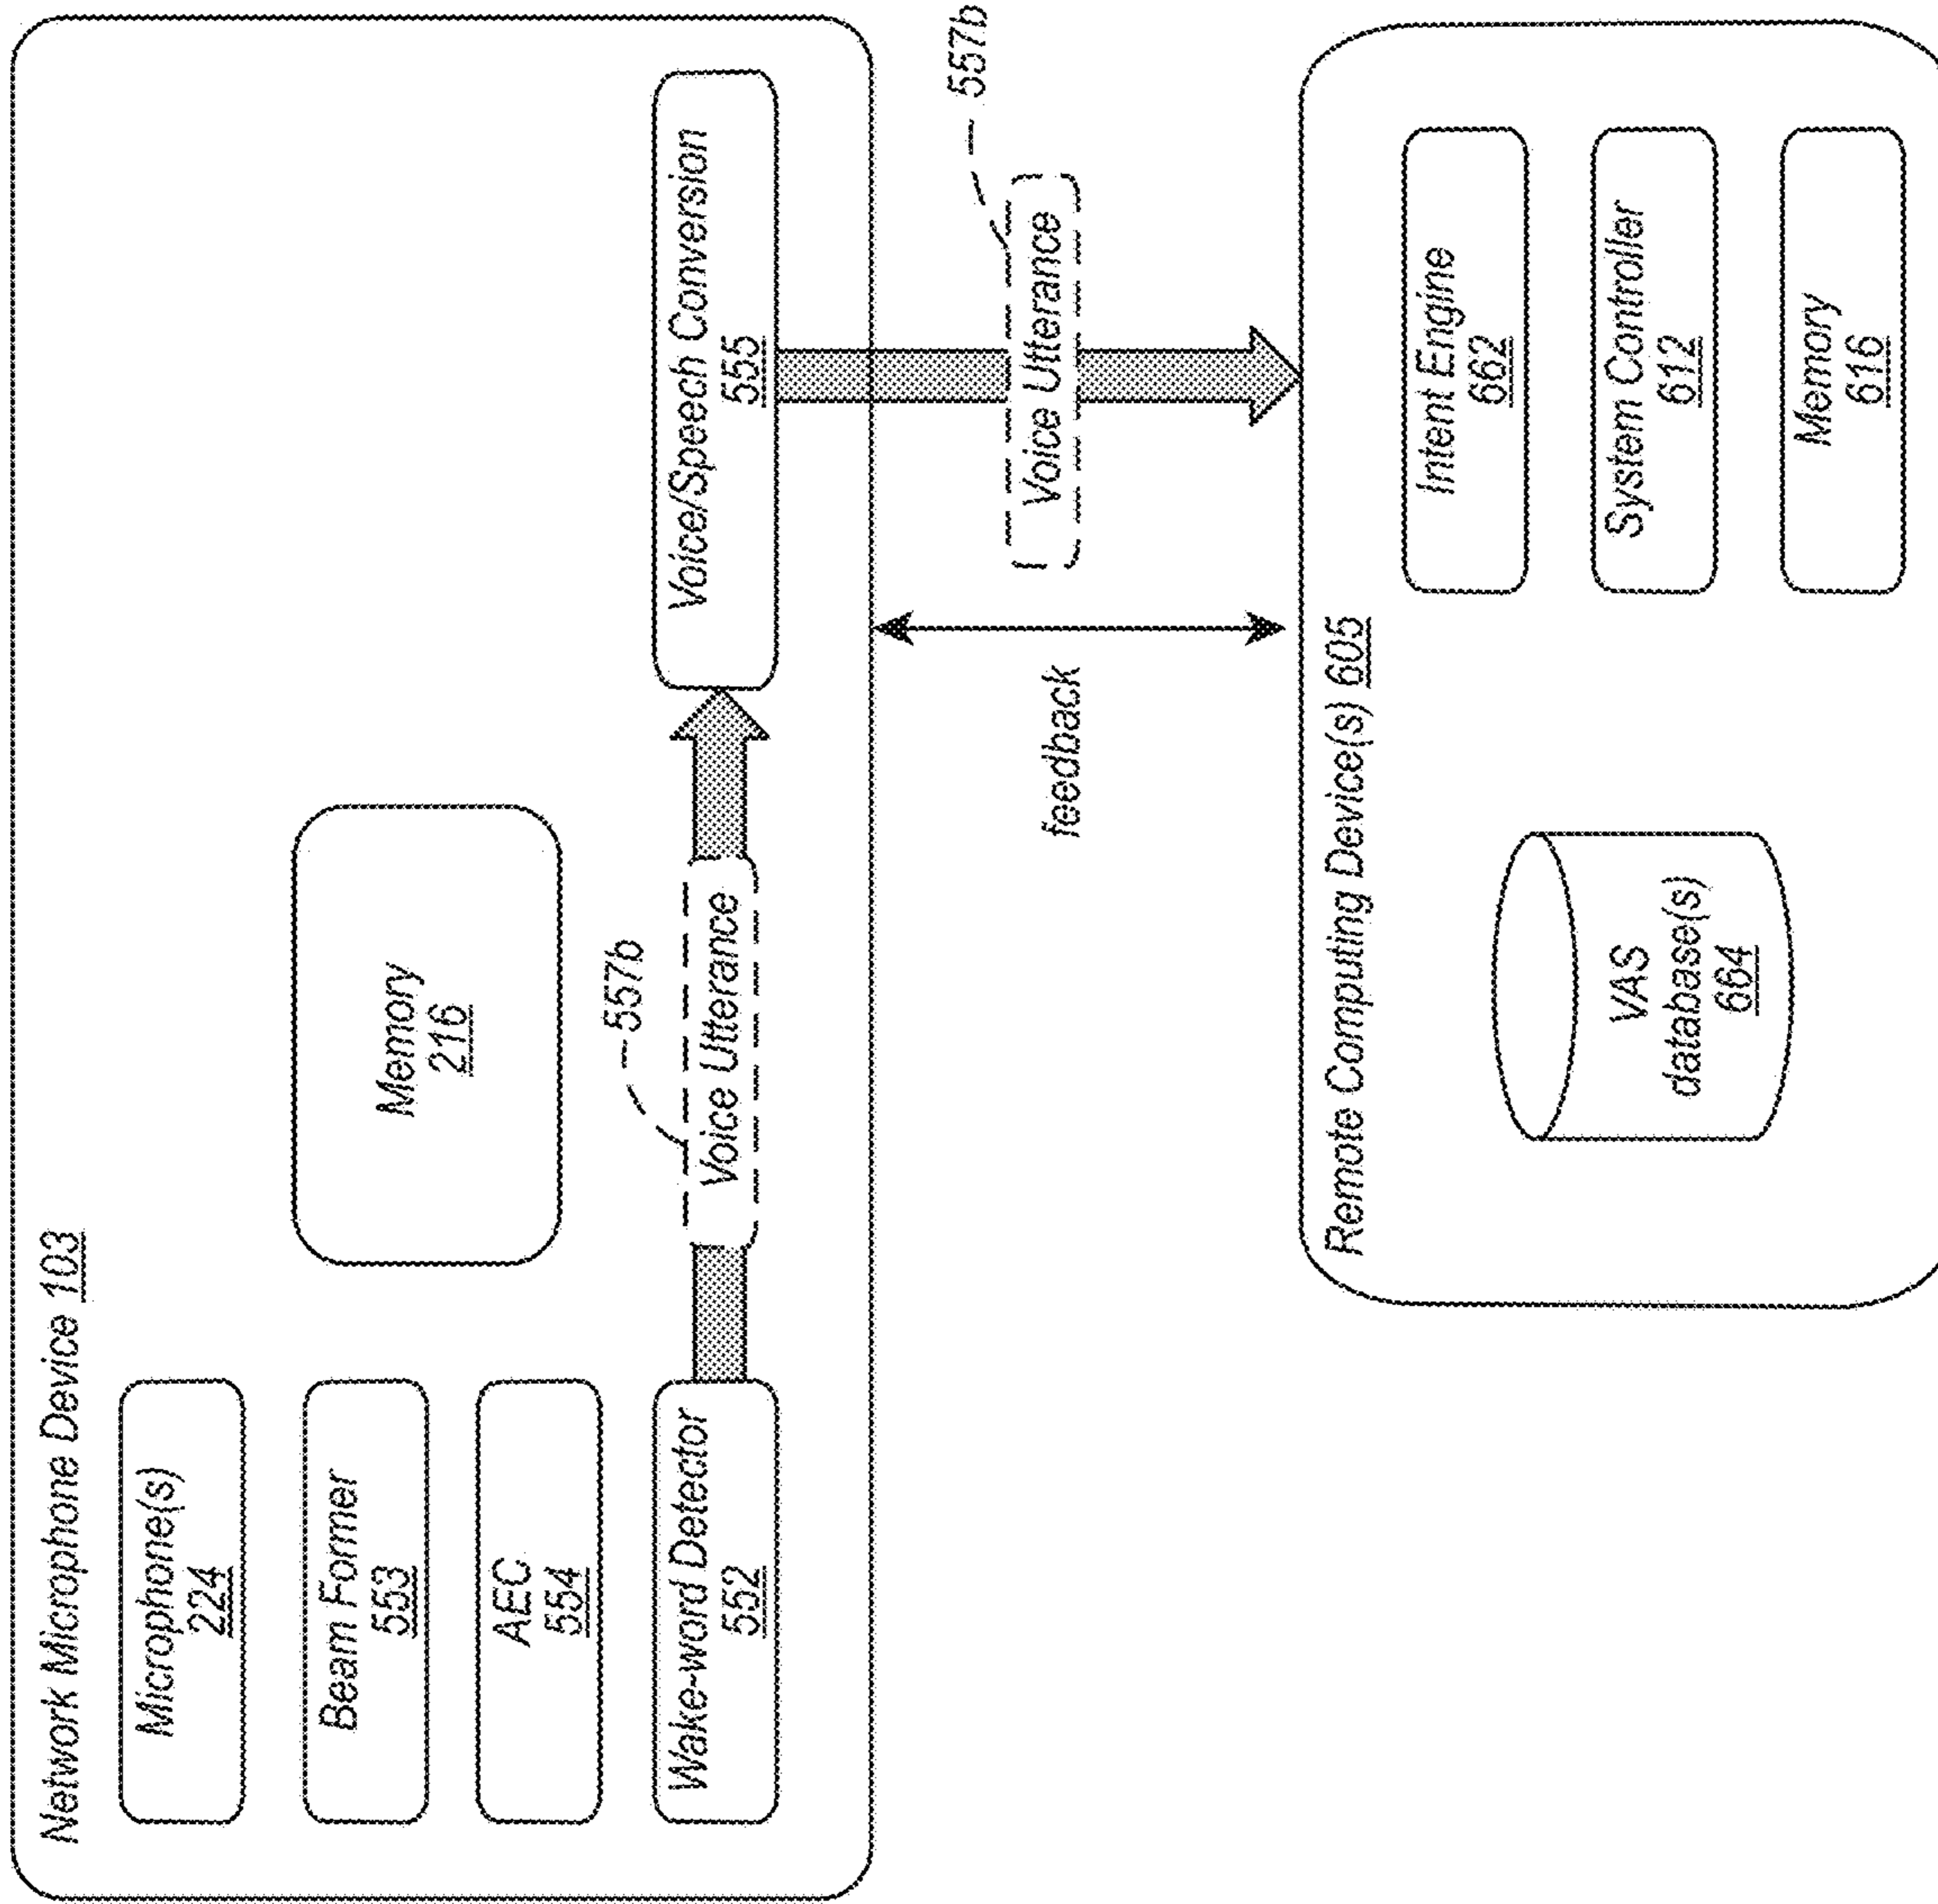 Network Microphone Device 103
Microphone(s)
224
Beam Former
553
AEC
554
Wake-word Detector
552
Memory
216
557b
Voice Utterance
Voice/Speech Conversion
555
feedback
Voice Utterance
557b
Remote Computing Device(s) 605
VAS
database(s)
664
Intent Engine
662
System Controller
612
Memory
616